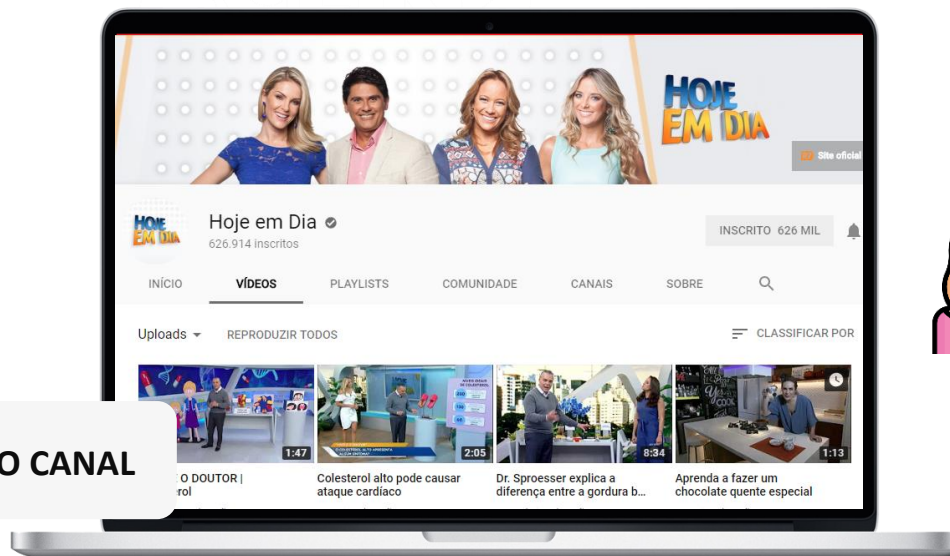 HOJE
EM DIA
Site oficial
HOJE
EM DIA
Hoje em Dia
626.914 inscritos
INSCRITO 626 MIL
INÍCIO VÍDEOS PLAYLISTS COMUNIDADE CANAIS SOBRE
Uploads REPRODUZIR TODOS CLASSIFICAR POR
1:47 2:05 8:34 1:13
O CANAL
O DOUTOR | Colesterol alto pode causar Dr. Sproesser explica a Aprenda a fazer um
rol ataque cardíaco diferença entre a gordura b... chocolate quente especial